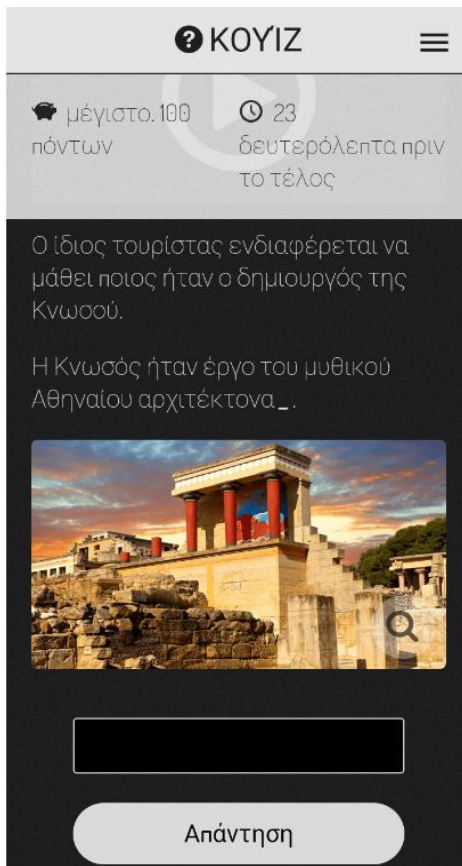 ΚΟΥΊΖ
μέγιστο. 100
πόντων
23
δευτερόλεπτα πριν
το τέλος
Ο ίδιος τουρίστας ενδιαφέρεται να
μάθει ποιος ήταν ο δημιουργός της
Κνωσού.
Η Κνωσός ήταν έργο του μυθικού
Αθηναίου αρχιτέκτονα_.
Απάντηση